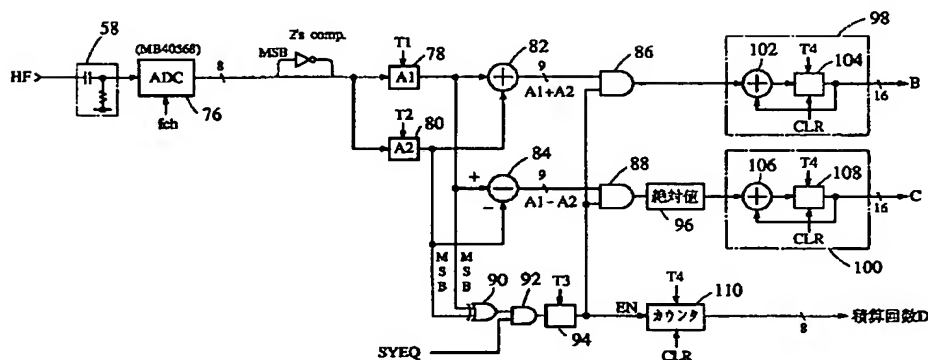 58
HF
(MB40368)
ADC
76
fch
8
MSB
2's comp.
T1
78
A1
T2
80
A2
82
9
A1+A2
84
+
−
9
A1−A2
86
88
絶対値
96
98
102
T4
104
CLR
16
B
106
T4
108
CLR
16
C
100
MSB
MSB
90
92
T3
94
SYEQ
EN
T4
110
カウンタ
CLR
8
積算回数D